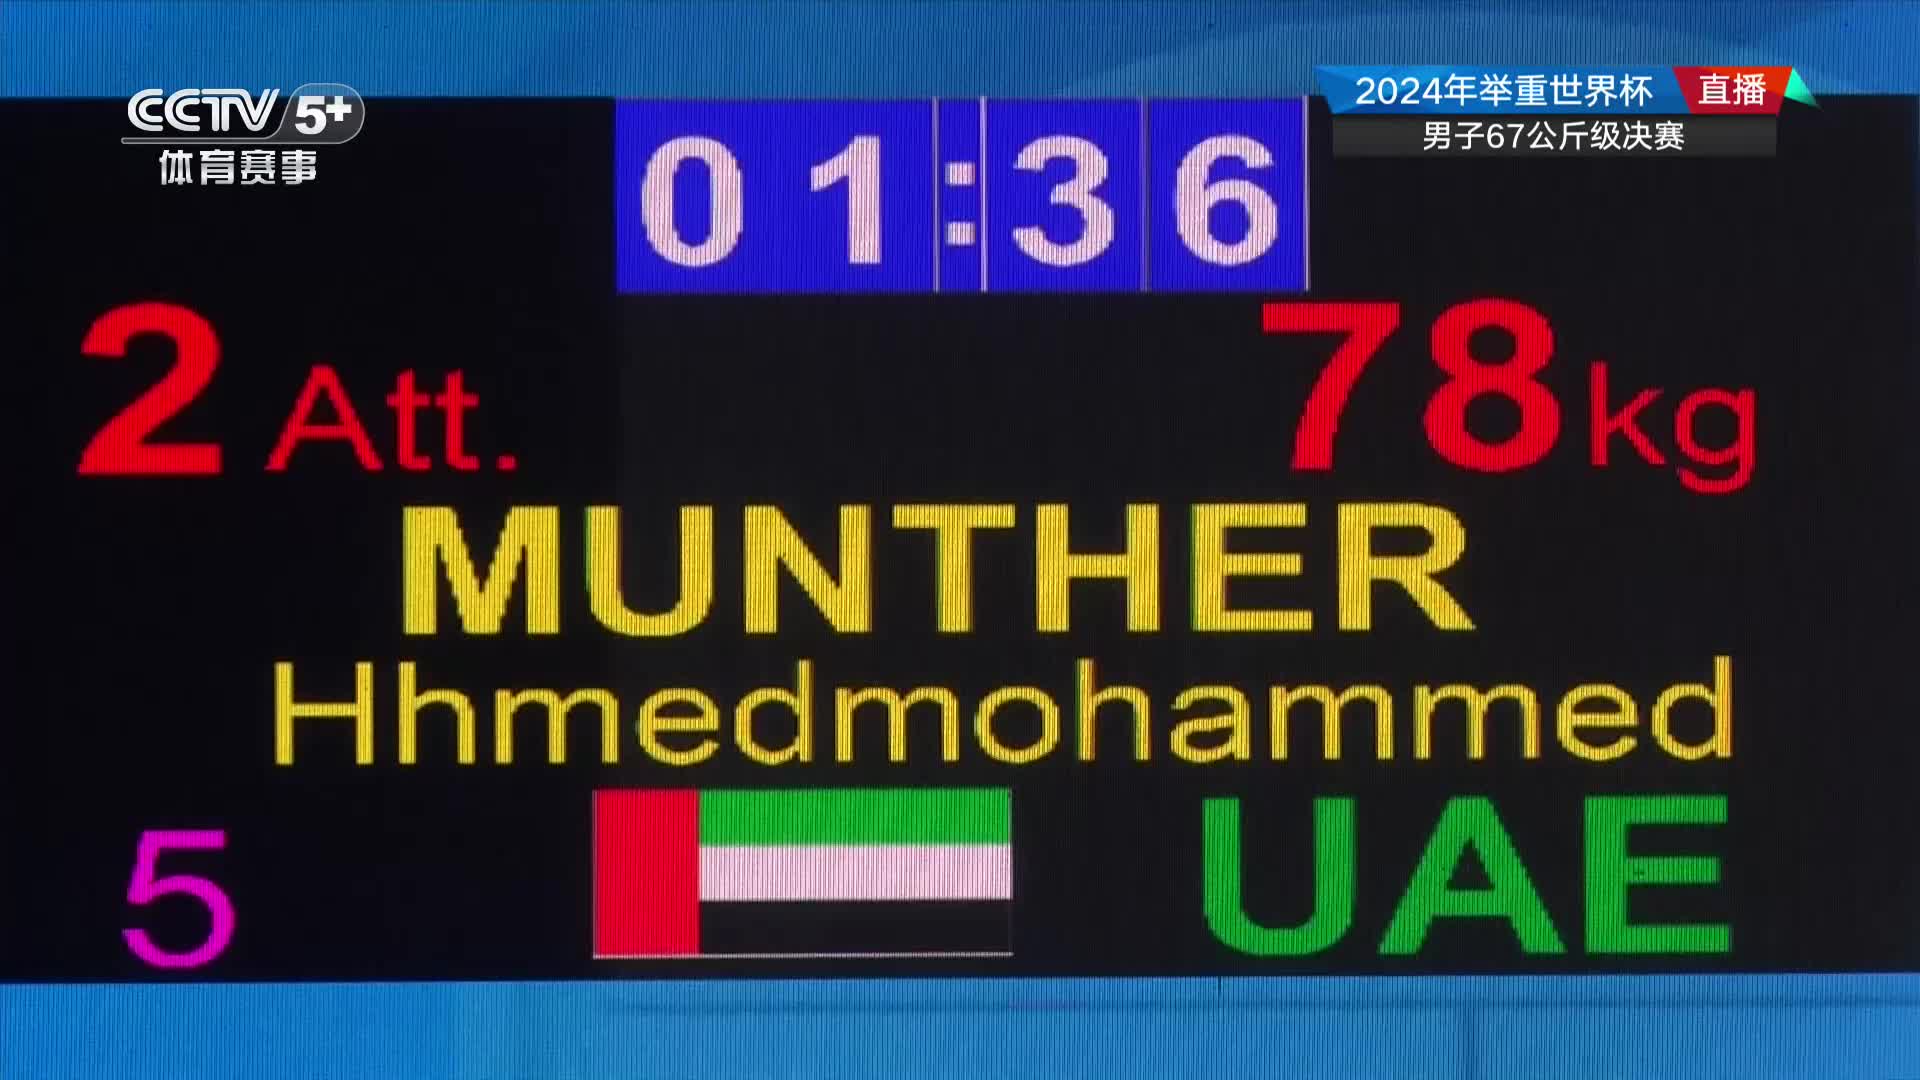 CCTV 5+
体育赛事
2024年举重世界杯 直播
男子67公斤级决赛
01:36
2 Att. 78kg
MUNTHER
Hhmedmohammed
5 UAE